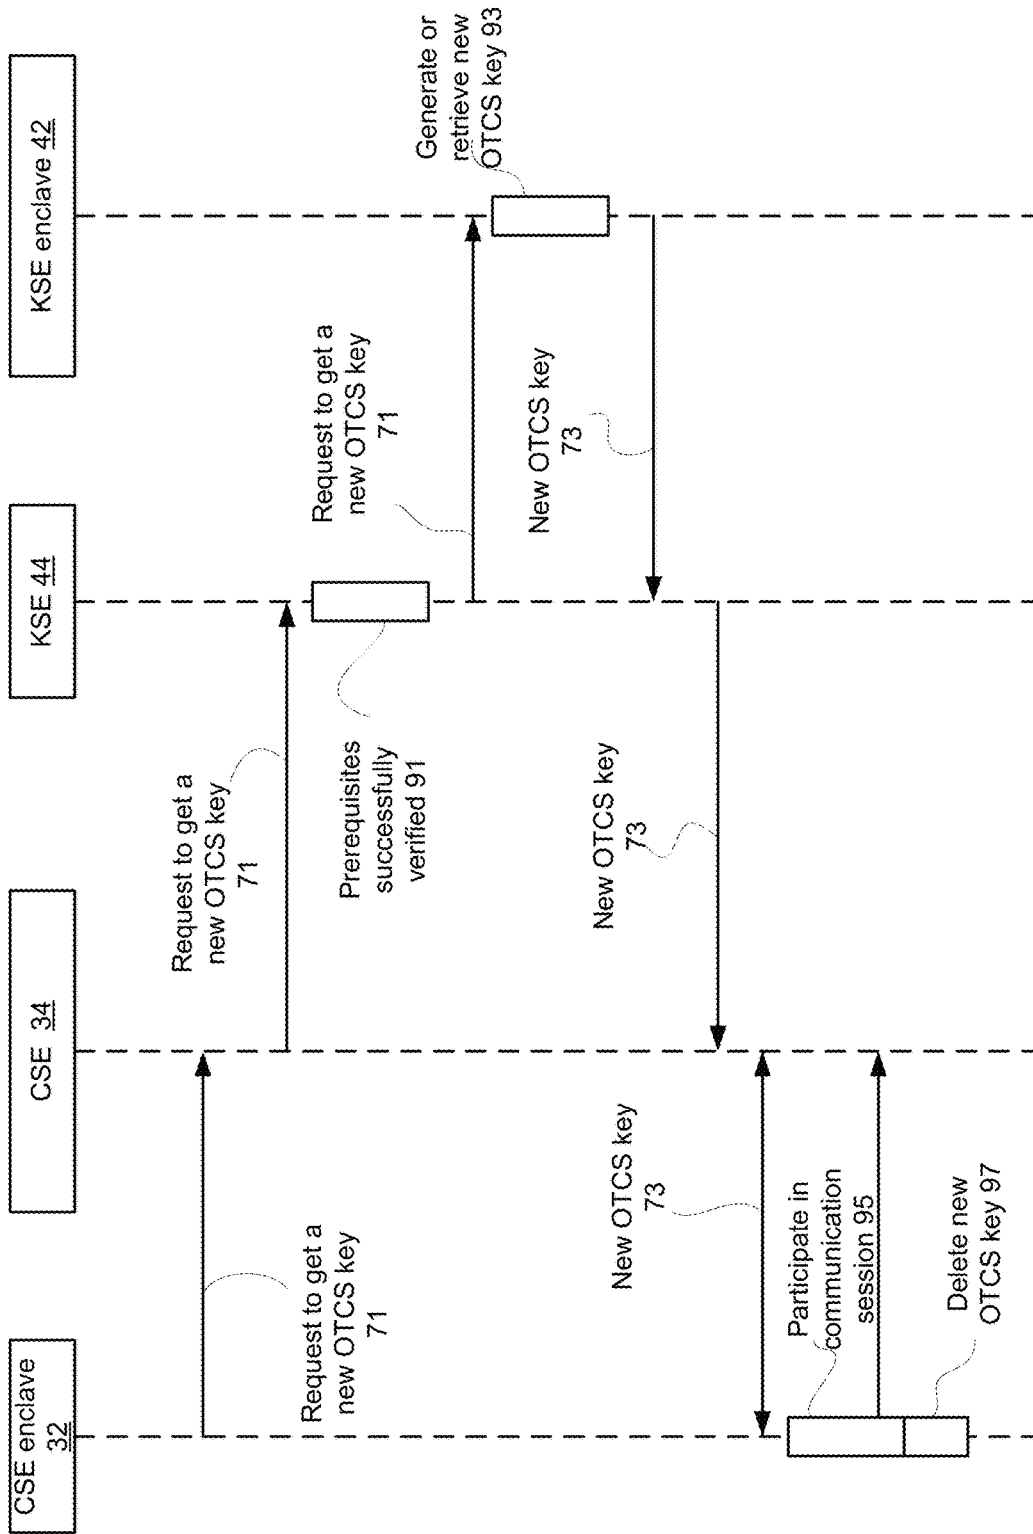 CSE enclave
32
CSE 34
KSE 44
KSE enclave 42
Request to get a
new OTCS key
71
Request to get a
new OTCS key
71
Prerequisites
successfully
verified 91
Request to get a
new OTCS key
71
Generate or
retrieve new
OTCS key 93
New OTCS key
73
New OTCS key
73
New OTCS key
73
Participate in
communication
session 95
Delete new
OTCS key 97